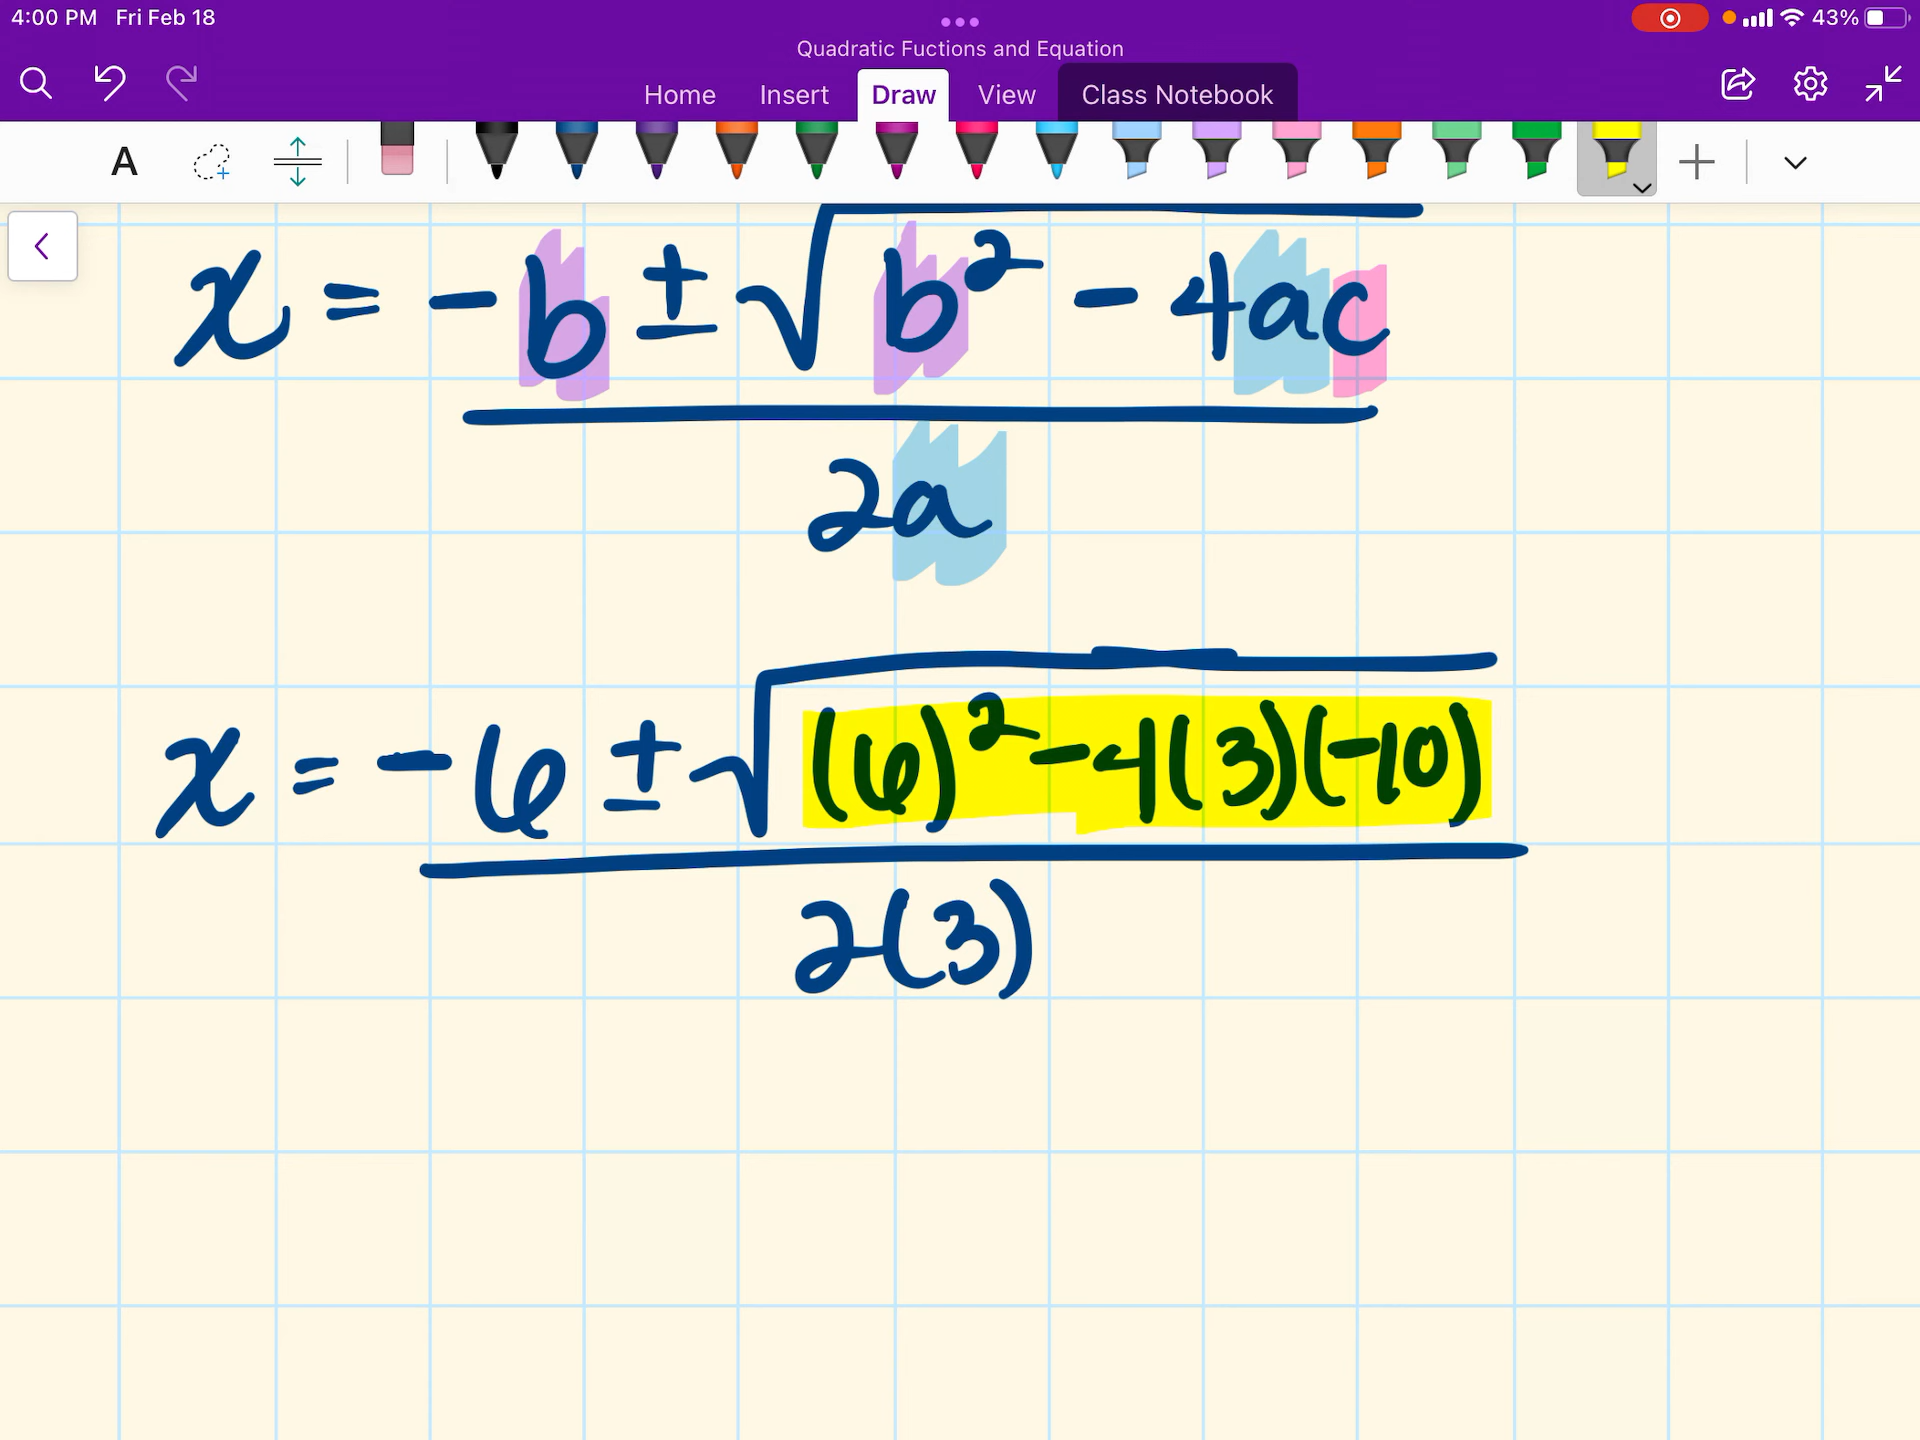 4:00 PM Fri Feb 18 43%
Quadratic Fuctions and Equation
Home Insert Draw View Class Notebook
A
x = -b ± √b² - 4ac
2a
x = -6 ± √(6)² - 4(3)(-10)
2(3)